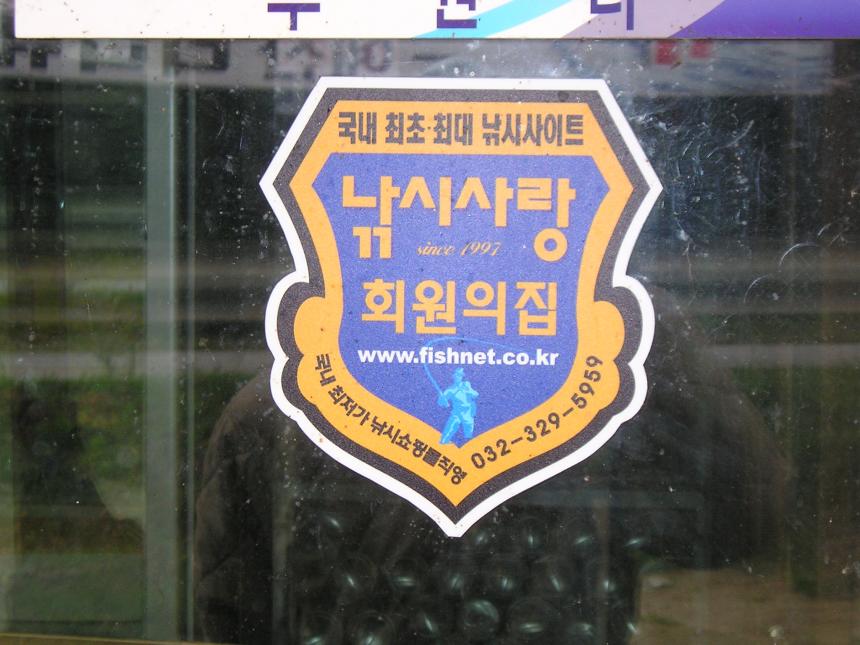 국내 최초·최대 낚시사이트
낚시사랑
since 1997
회원의집
www.fishnet.co.kr
국내 최저가 낚시쇼핑몰직영
032-329-5959